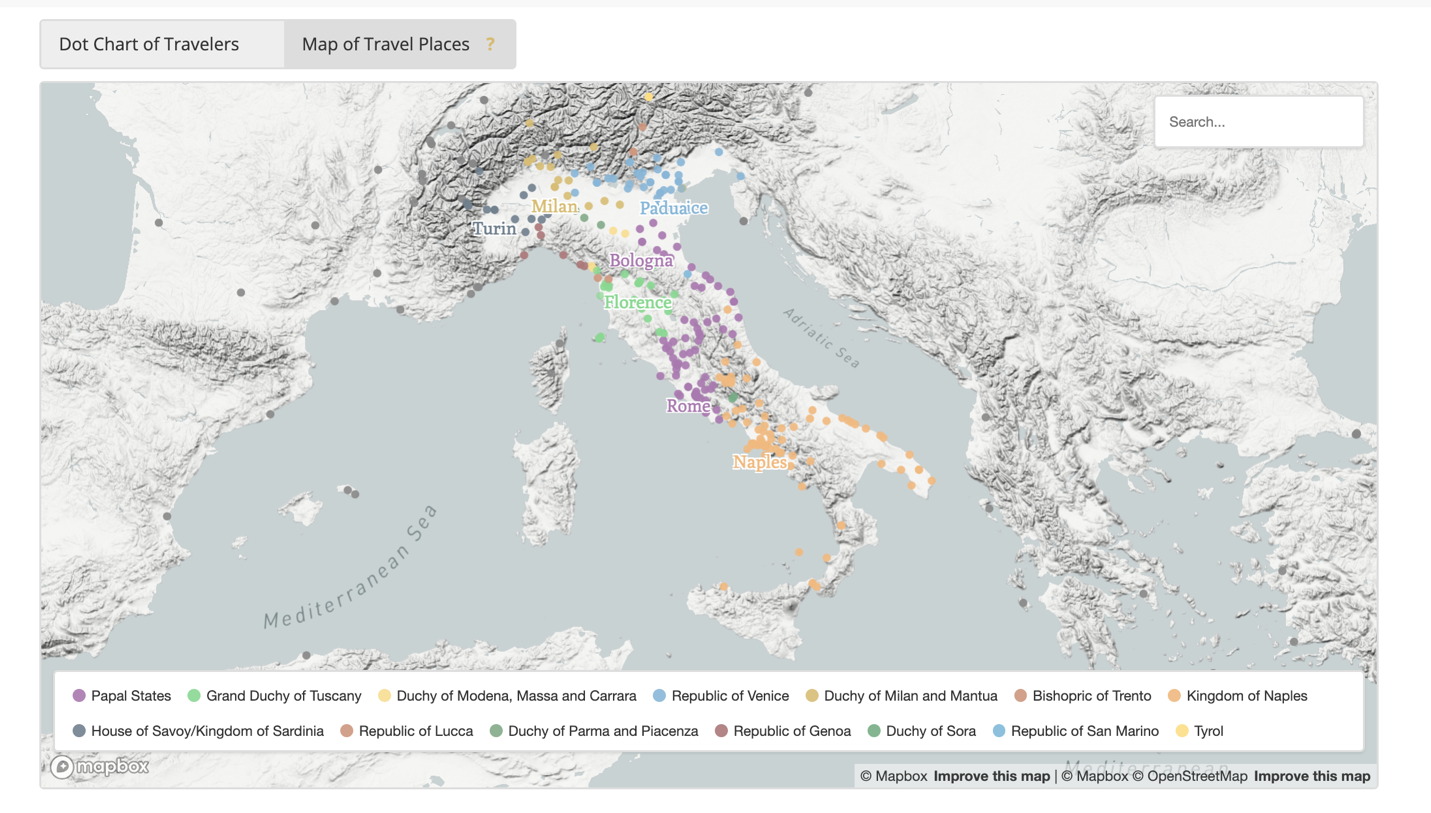 Dot Chart of Travelers
Map of Travel Places ?
Search...
Milan
Paduaice
Turin
Bologna
Florence
Adriatic Sea
Rome
Naples
Mediterranean Sea
Papal States
Grand Duchy of Tuscany
Duchy of Modena, Massa and Carrara
Republic of Venice
Duchy of Milan and Mantua
Bishopric of Trento
Kingdom of Naples
House of Savoy/Kingdom of Sardinia
Republic of Lucca
Duchy of Parma and Piacenza
Republic of Genoa
Duchy of Sora
Republic of San Marino
Tyrol
mapbox
Mediterranean
© Mapbox Improve this map | © Mapbox © OpenStreetMap Improve this map